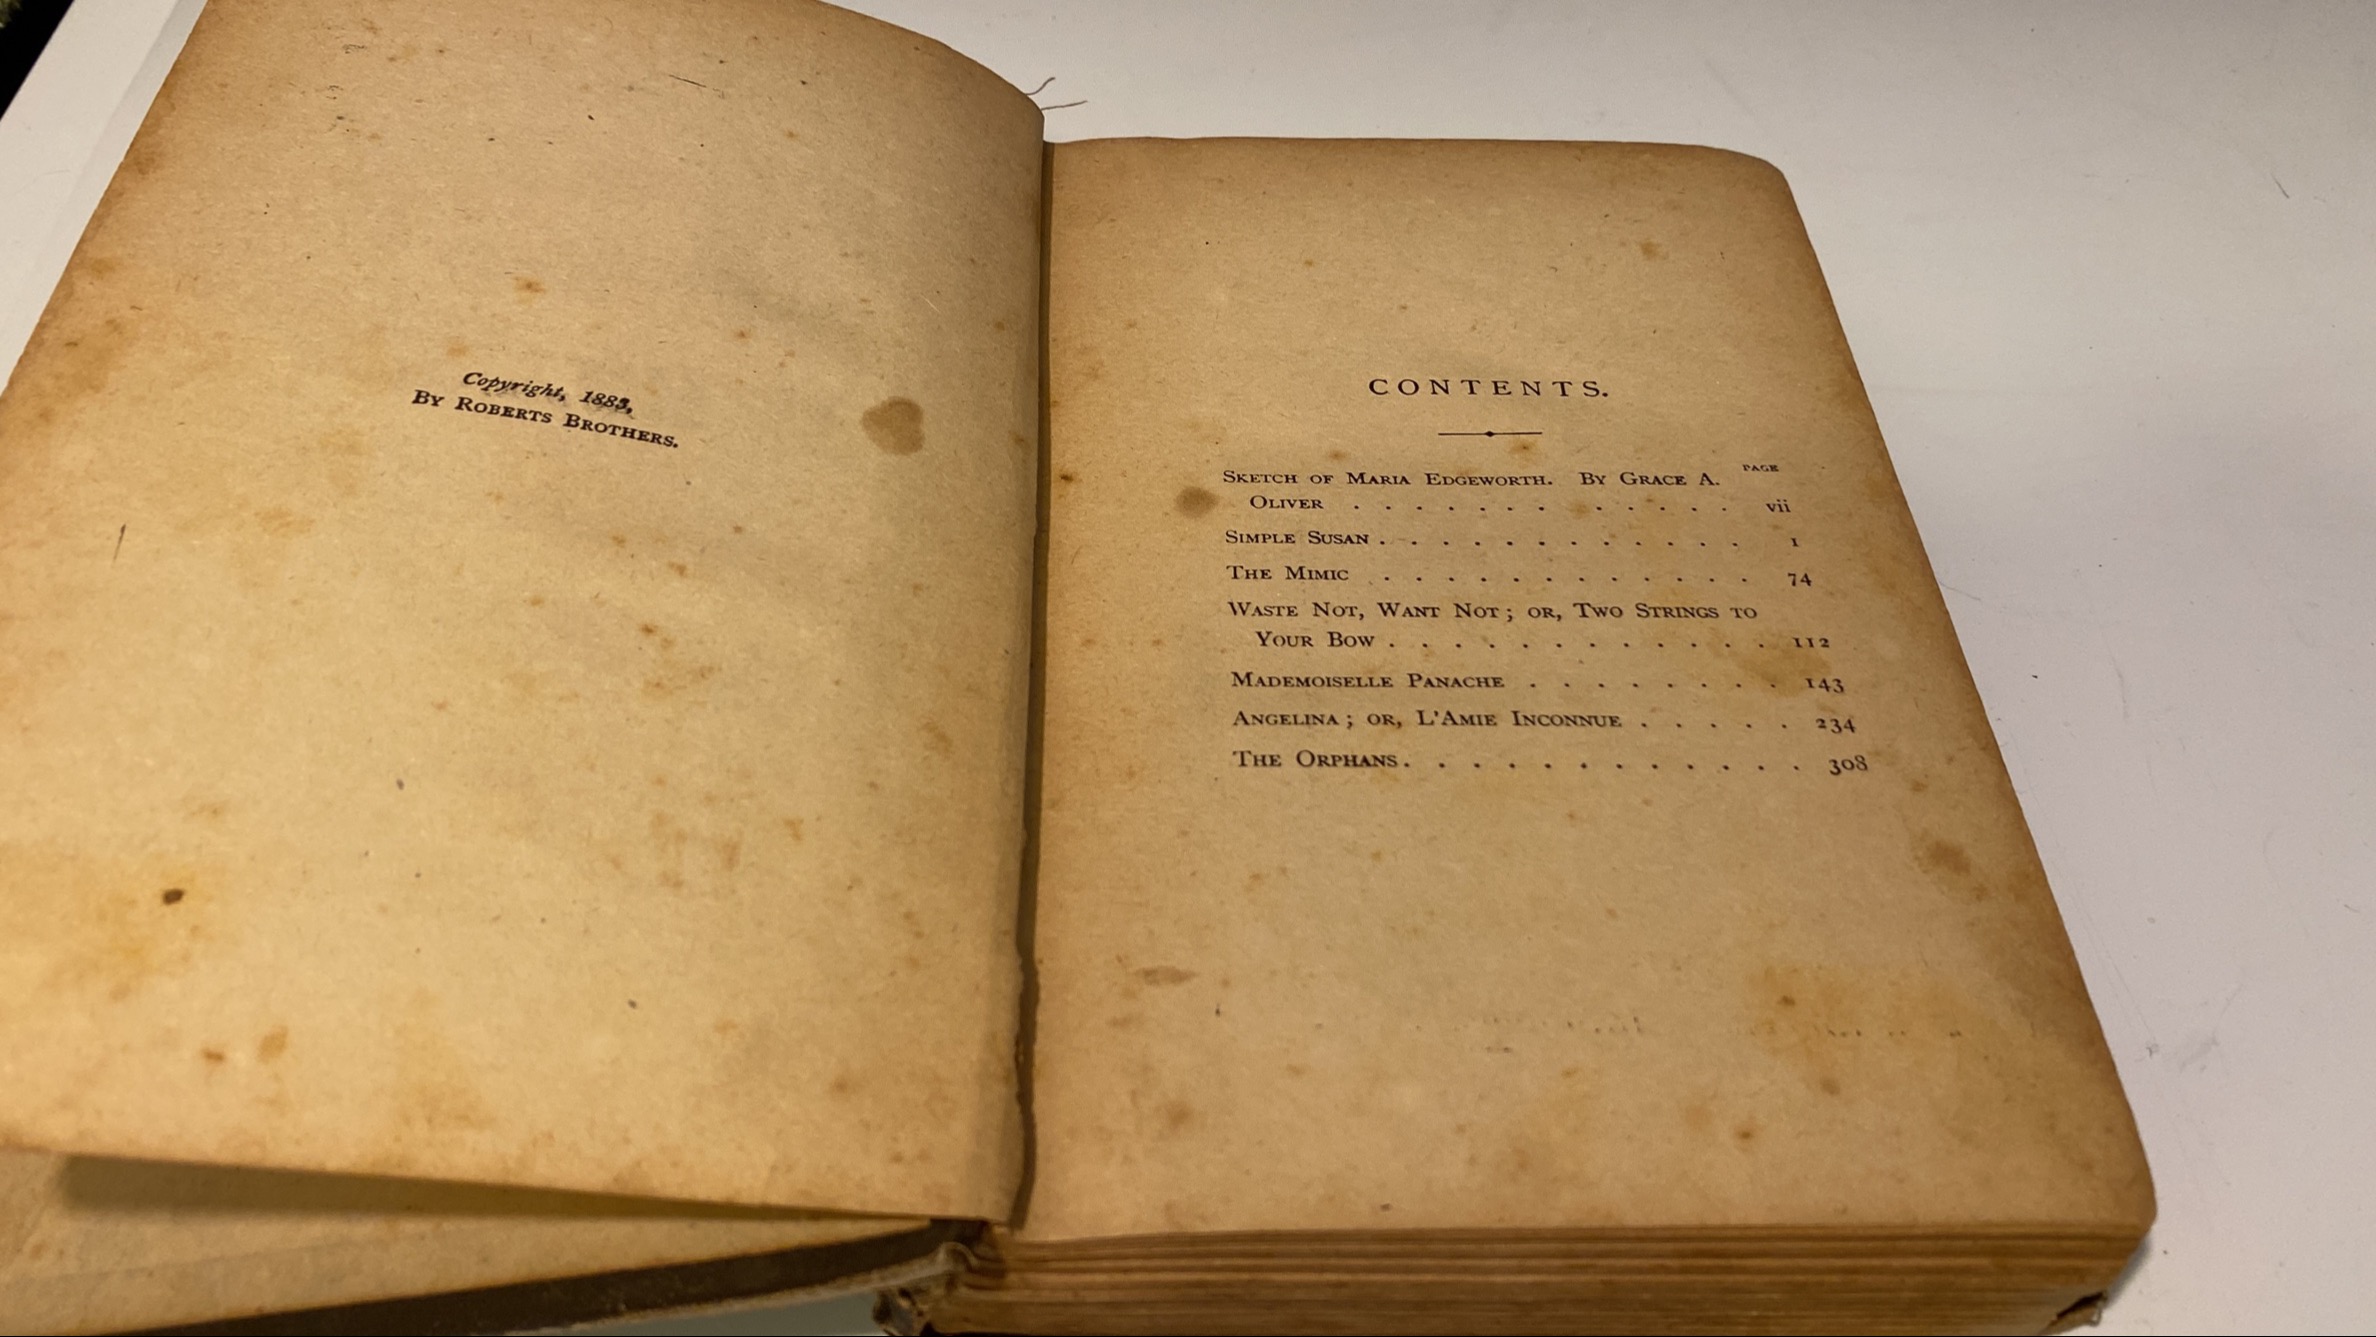 Copyright, 1883,
BY ROBERTS BROTHERS.
CONTENTS.
PAGE
SKETCH OF MARIA EDGEWORTH. BY GRACE A.
OLIVER . . . . . . . . . . . . vii
SIMPLE SUSAN . . . . . . . . . . . . 1
THE MIMIC . . . . . . . . . . . . 74
WASTE NOT, WANT NOT; OR, TWO STRINGS TO
YOUR BOW . . . . . . . . . . . . 112
MADEMOISELLE PANACHE . . . . . . . . 143
ANGELINA; OR, L'AMIE INCONNUE . . . . . 234
THE ORPHANS . . . . . . . . . . . . 308